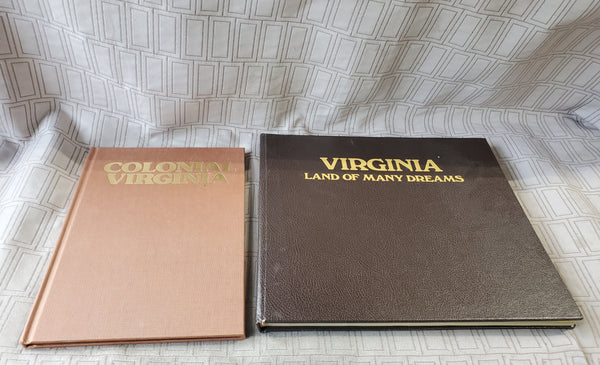 COLONIAL
VIRGINIA
VIRGINIA
LAND OF MANY DREAMS